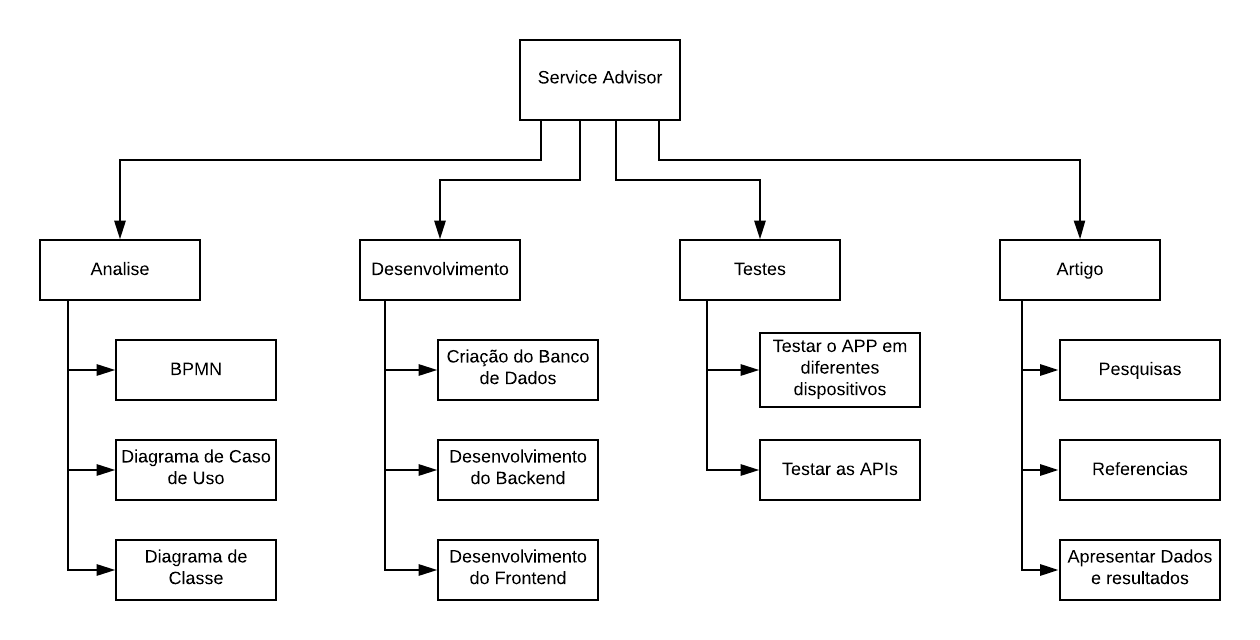 Service Advisor
Analise
Desenvolvimento
Testes
Artigo
BPMN
Diagrama de Caso
de Uso
Diagrama de
Classe
Criação do Banco
de Dados
Desenvolvimento
do Backend
Desenvolvimento
do Frontend
Testar o APP em
diferentes
dispositivos
Testar as APIs
Pesquisas
Referencias
Apresentar Dados
e resultados